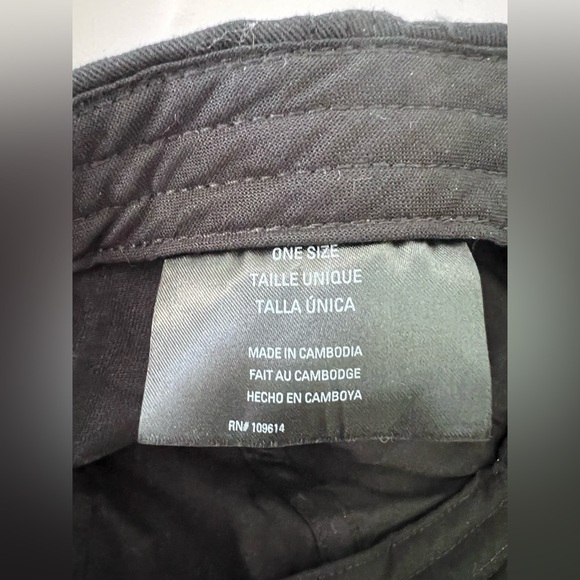 ONE SIZE
TAILLE UNIQUE
TALLA ÚNICA
MADE IN CAMBODIA
FAIT AU CAMBODGE
HECHO EN CAMBOYA
RN# 109614